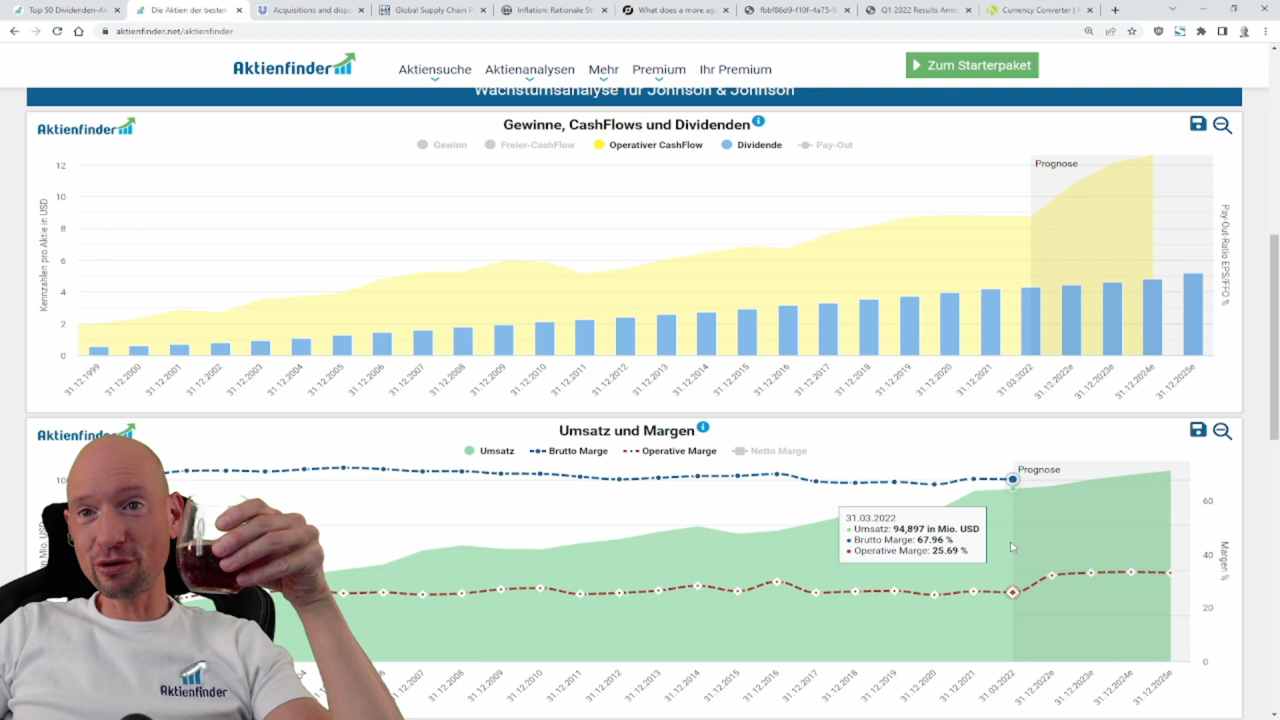 Top 50 Dividenden-Ak
Die Aktien der besten
Acquisitions and dispo
Global Supply Chain P
Inflation: Rationale St
What does a more ag
fbbf86d9-f10f-4a75-9
Q1 2022 Results Anno
Currency Converter |
aktienfinder.net/aktienfinder
Aktienfinder
Aktiensuche Aktienanalysen Mehr Premium Ihr Premium
Zum Starterpaket
Wachstumsanalyse für Johnson & Johnson
Aktienfinder
Gewinne, CashFlows und Dividenden
Gewinn Freier-CashFlow Operativer CashFlow Dividende Pay-Out
Kennzahlen pro Aktie in USD
12
10
8
6
4
2
0
Prognose
Pay-Out-Ratio EPS/FFO %
31.12.1999 31.12.2000 31.12.2001 31.12.2002 31.12.2003 31.12.2004 31.12.2005 31.12.2006 31.12.2007 31.12.2008 31.12.2009 31.12.2010 31.12.2011 31.12.2012 31.12.2013 31.12.2014 31.12.2015 31.12.2016 31.12.2017 31.12.2018 31.12.2019 31.12.2020 31.12.2021 31.03.2022 31.12.2022e 31.12.2023e 31.12.2024e 31.12.2025e
Aktienfinder
Umsatz und Margen
Umsatz Brutto Marge Operative Marge Netto Marge
in Mio. USD
Prognose
31.03.2022
Umsatz: 94,897 in Mio. USD
Brutto Marge: 67.96 %
Operative Marge: 25.69 %
60
40
20
0
Margen %
31.12.2007 31.12.2008 31.12.2009 31.12.2010 31.12.2011 31.12.2012 31.12.2013 31.12.2014 31.12.2015 31.12.2016 31.12.2017 31.12.2018 31.12.2019 31.12.2020 31.12.2021 31.03.2022 31.12.2022e 31.12.2023e 31.12.2024e 31.12.2025e
Aktienfinder